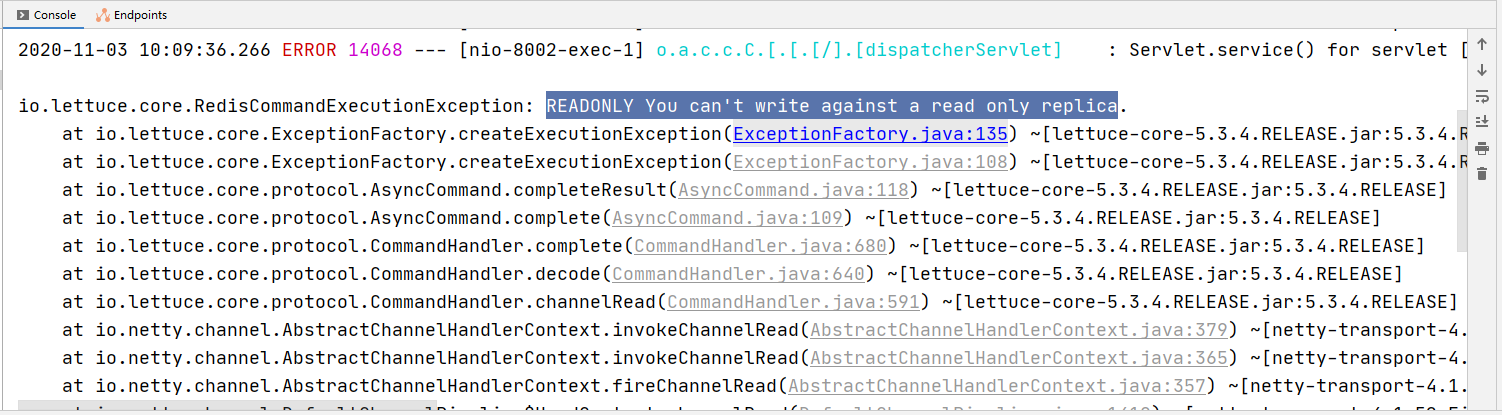 Console Endpoints
2020-11-03 10:09:36.266 ERROR 14068 --- [nio-8002-exec-1] o.a.c.c.C.[.[.[/].[dispatcherServlet] : Servlet.service() for servlet [
io.lettuce.core.RedisCommandExecutionException: READONLY You can't write against a read only replica.
at io.lettuce.core.ExceptionFactory.createExecutionException(ExceptionFactory.java:135) ~[lettuce-core-5.3.4.RELEASE.jar:5.3.4.R
at io.lettuce.core.ExceptionFactory.createExecutionException(ExceptionFactory.java:108) ~[lettuce-core-5.3.4.RELEASE.jar:5.3.4.R
at io.lettuce.core.protocol.AsyncCommand.completeResult(AsyncCommand.java:118) ~[lettuce-core-5.3.4.RELEASE.jar:5.3.4.RELEASE]
at io.lettuce.core.protocol.AsyncCommand.complete(AsyncCommand.java:109) ~[lettuce-core-5.3.4.RELEASE.jar:5.3.4.RELEASE]
at io.lettuce.core.protocol.CommandHandler.complete(CommandHandler.java:680) ~[lettuce-core-5.3.4.RELEASE.jar:5.3.4.RELEASE]
at io.lettuce.core.protocol.CommandHandler.decode(CommandHandler.java:640) ~[lettuce-core-5.3.4.RELEASE.jar:5.3.4.RELEASE]
at io.lettuce.core.protocol.CommandHandler.channelRead(CommandHandler.java:591) ~[lettuce-core-5.3.4.RELEASE.jar:5.3.4.RELEASE]
at io.netty.channel.AbstractChannelHandlerContext.invokeChannelRead(AbstractChannelHandlerContext.java:379) ~[netty-transport-4.
at io.netty.channel.AbstractChannelHandlerContext.invokeChannelRead(AbstractChannelHandlerContext.java:365) ~[netty-transport-4.
at io.netty.channel.AbstractChannelHandlerContext.fireChannelRead(AbstractChannelHandlerContext.java:357) ~[netty-transport-4.1.